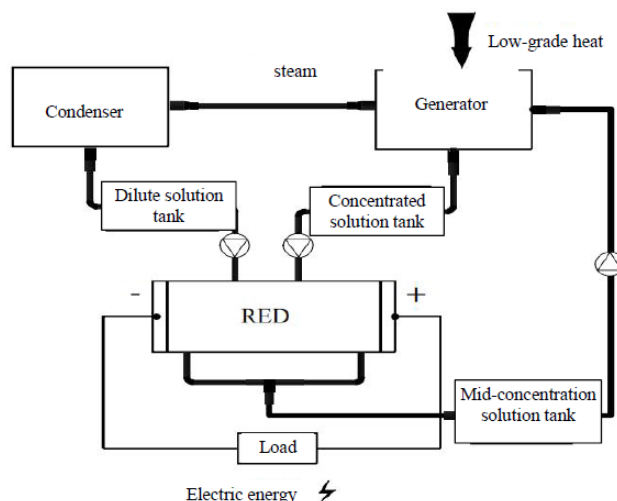 Low-grade heat
steam
Condenser
Generator
Dilute solution
tank
Concentrated
solution tank
-
+
RED
Mid-concentration
solution tank
Load
Electric energy